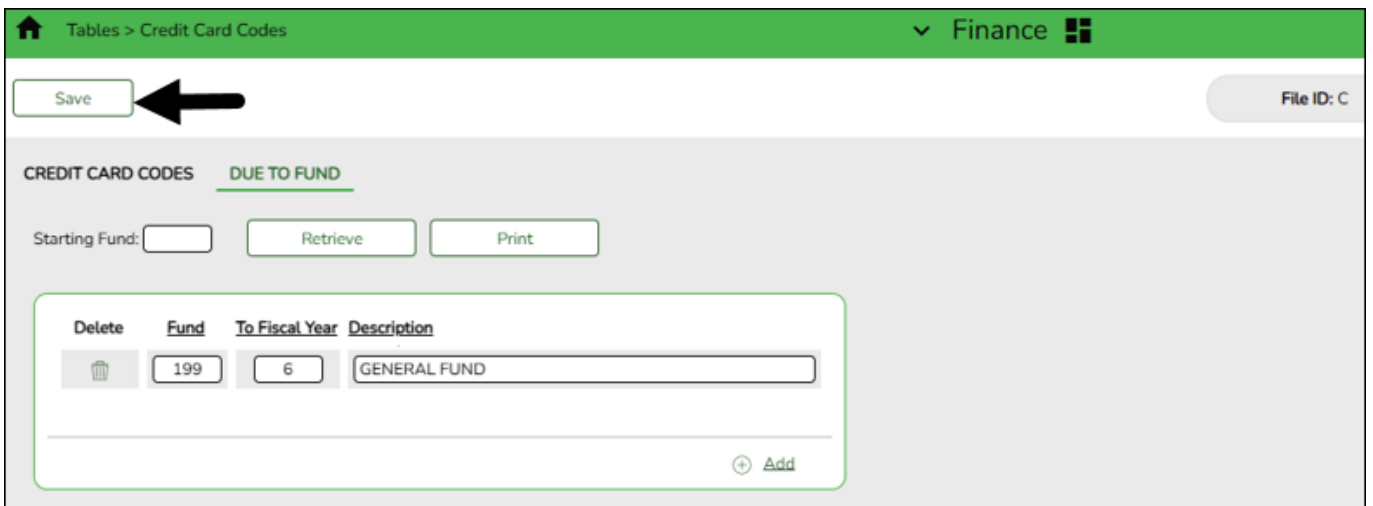 Tables > Credit Card Codes
Finance
Save
File ID: C
CREDIT CARD CODES DUE TO FUND
Starting Fund: Retrieve Print
Delete Fund To Fiscal Year Description
199 6 GENERAL FUND
Add